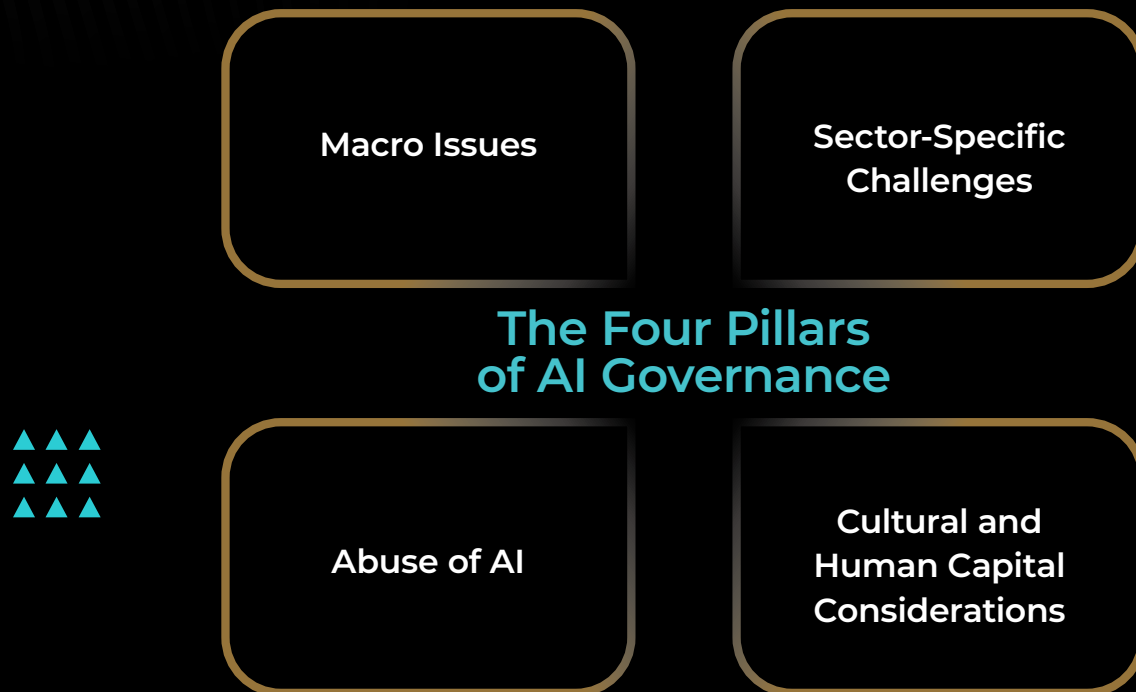 Macro Issues
Sector-Specific
Challenges
The Four Pillars
of AI Governance
Abuse of AI
Cultural and
Human Capital
Considerations